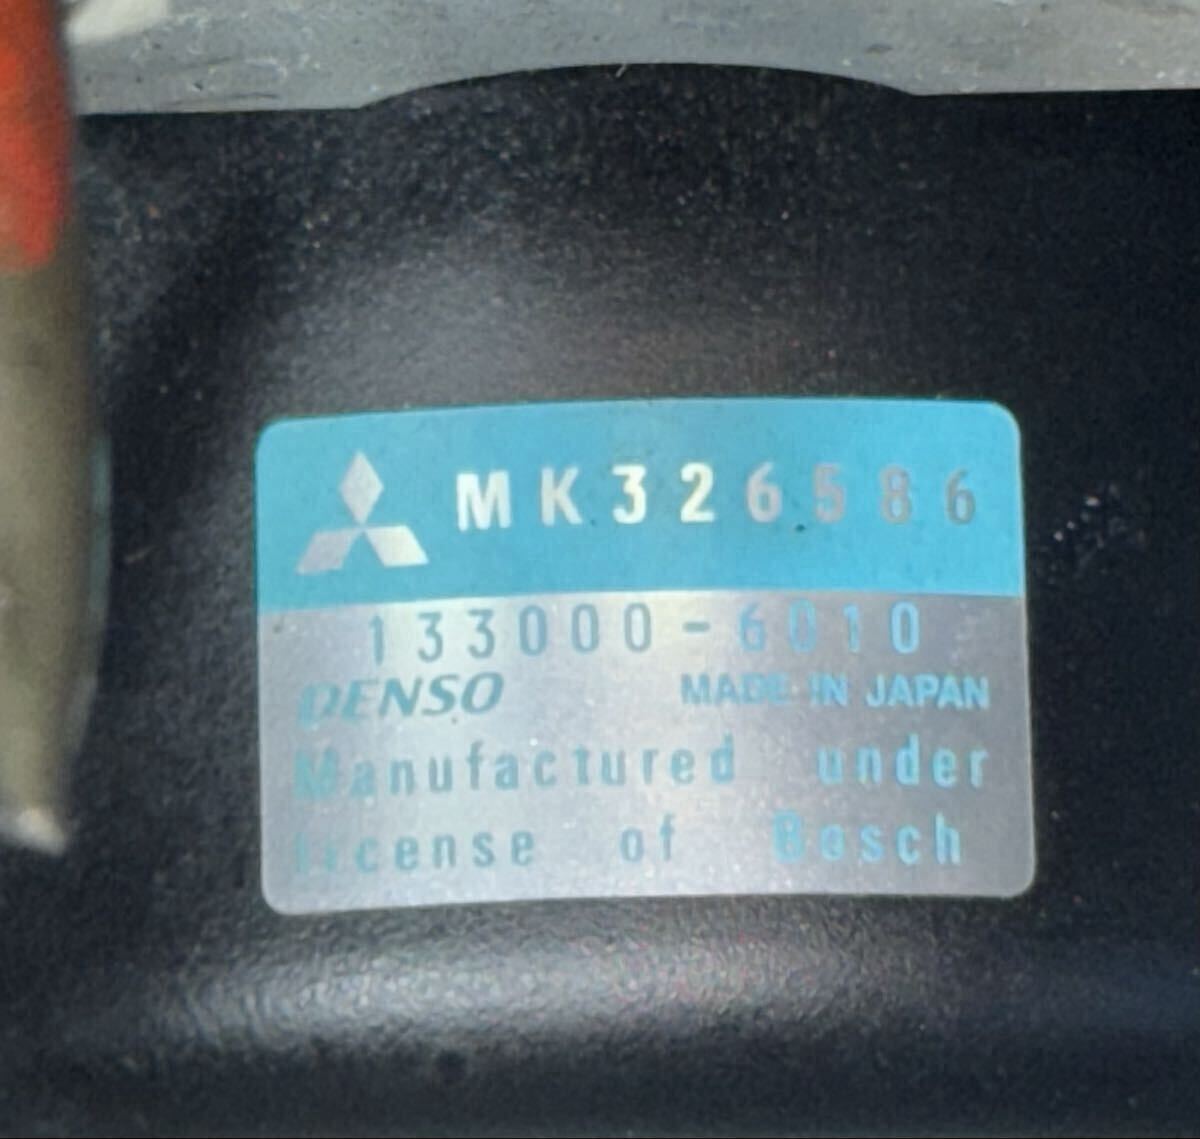 MK326586
133000-6010
DENSO MADE IN JAPAN
Manufactured under
license of Bosch